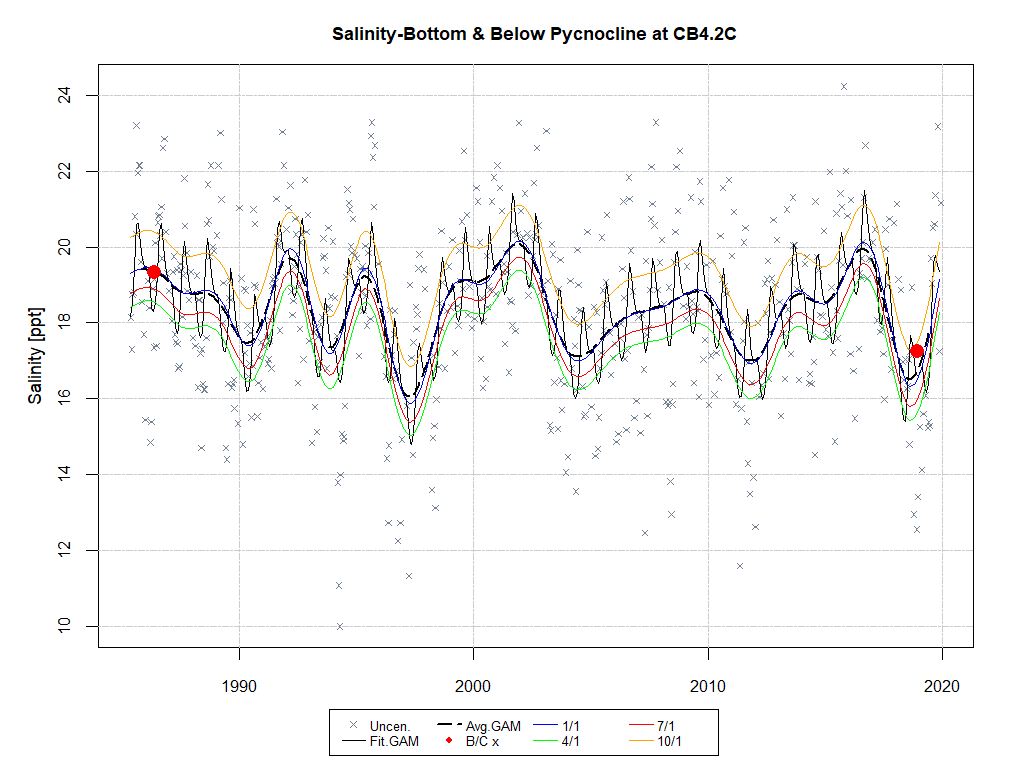 Salinity-Bottom & Below Pycnocline at CB4.2C
Salinity [ppt]
24
22
20
18
16
14
12
10
1990 2000 2010 2020
Uncen. Avg.GAM 1/1 7/1
Fit.GAM B/C x 4/1 10/1